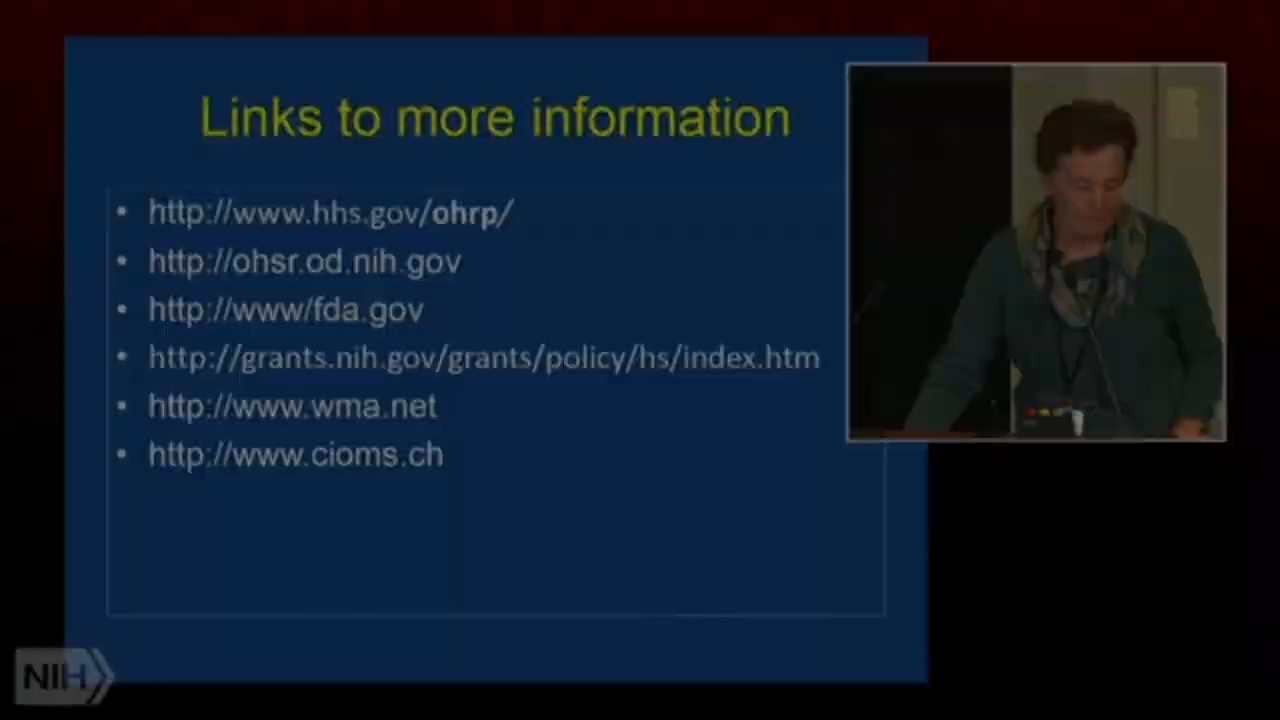 Links to more information
• http://www.hhs.gov/ohrp/
• http://ohsr.od.nih.gov
• http://www/fda.gov
• http://grants.nih.gov/grants/policy/hs/index.htm
• http://www.wma.net
• http://www.cioms.ch
NIH